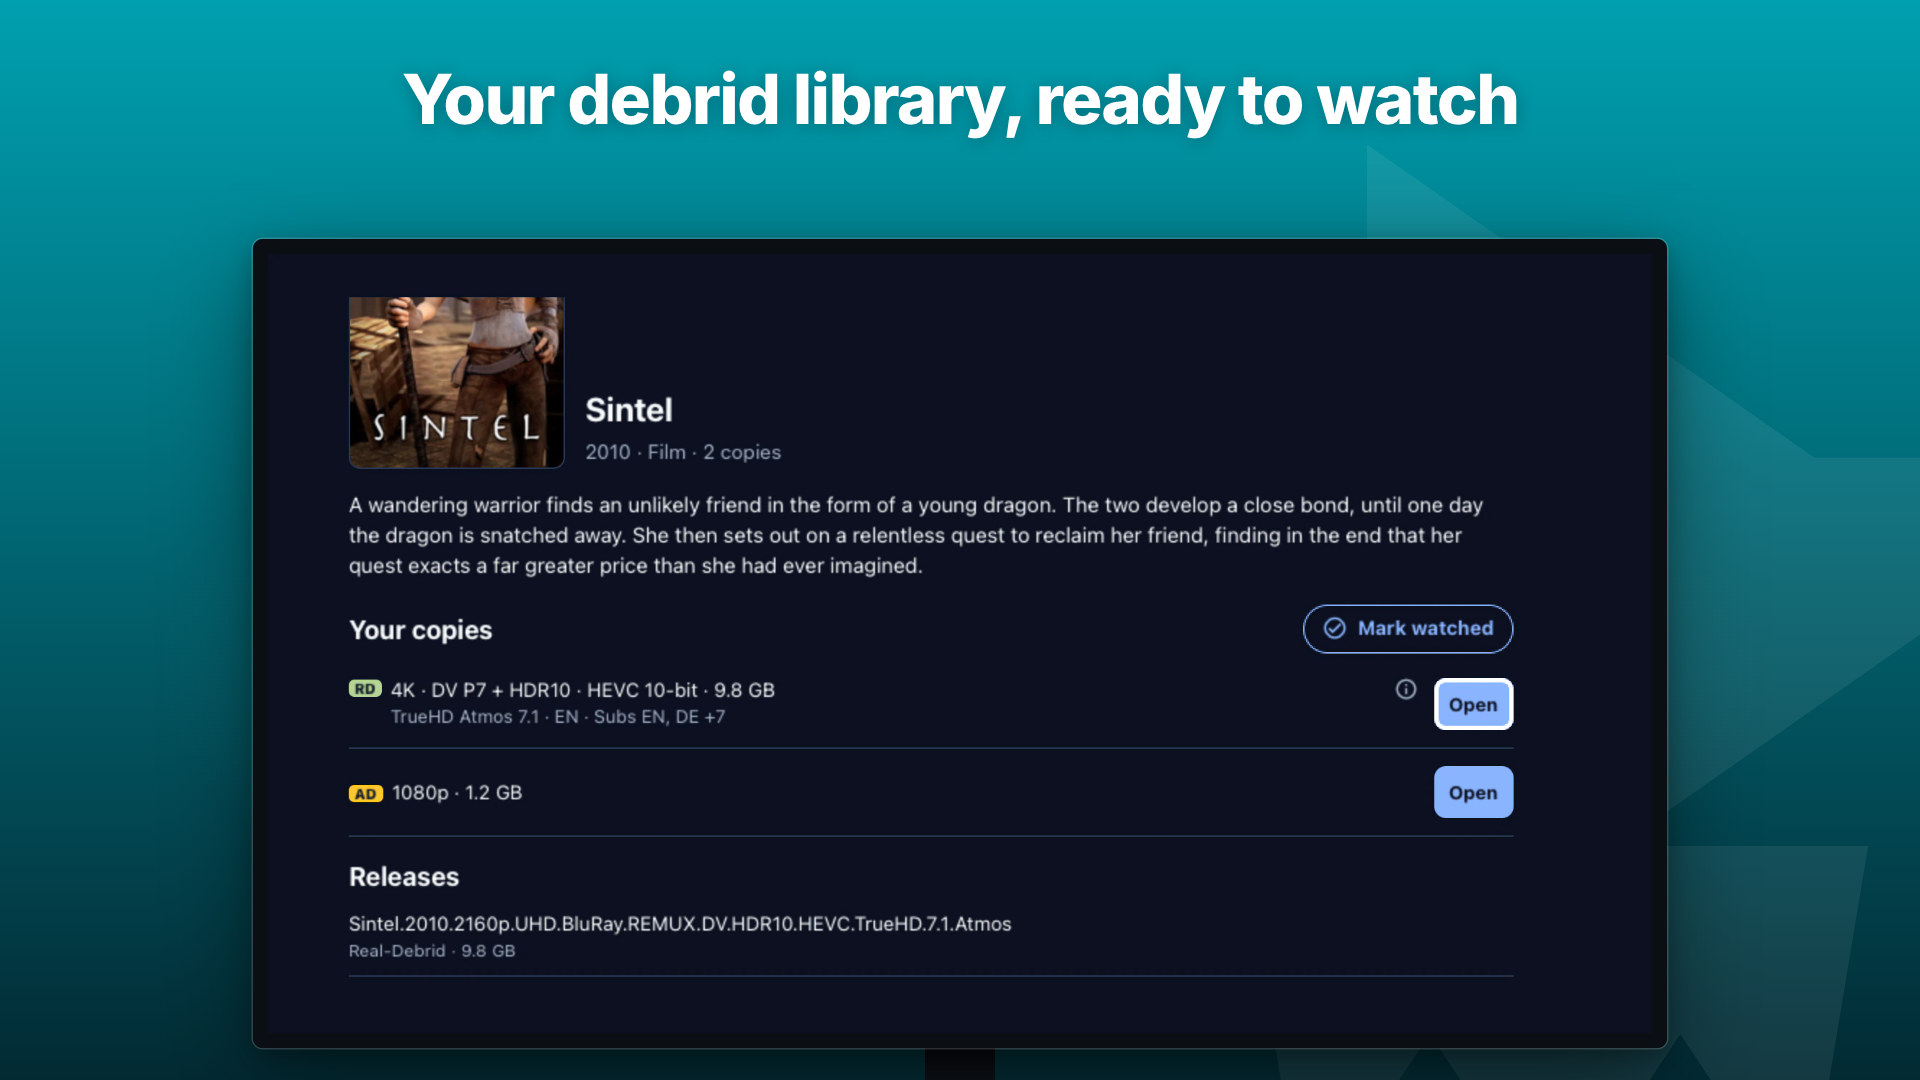 Your debrid library, ready to watch
SINTEL
Sintel
2010 · Film · 2 copies
A wandering warrior finds an unlikely friend in the form of a young dragon. The two develop a close bond, until one day
the dragon is snatched away. She then sets out on a relentless quest to reclaim her friend, finding in the end that her
quest exacts a far greater price than she had ever imagined.
Your copies
Mark watched
RD 4K · DV P7 + HDR10 · HEVC 10-bit · 9.8 GB
Open
TrueHD Atmos 7.1 · EN · Subs EN, DE +7
AD 1080p · 1.2 GB
Open
Releases
Sintel.2010.2160p.UHD.BluRay.REMUX.DV.HDR10.HEVC.TrueHD.7.1.Atmos
Real-Debrid · 9.8 GB